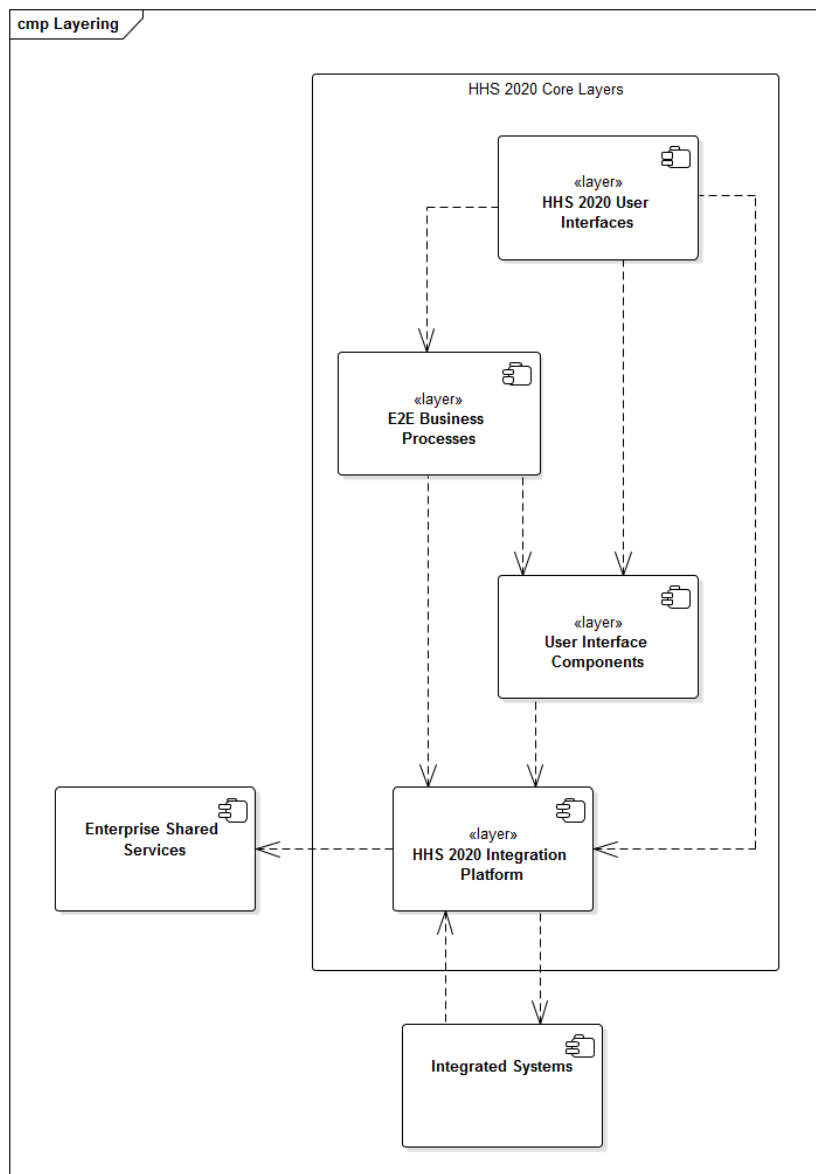 cmp Layering
HHS 2020 Core Layers
«layer»
HHS 2020 User
Interfaces
«layer»
E2E Business
Processes
«layer»
User Interface
Components
Enterprise Shared
Services
«layer»
HHS 2020 Integration
Platform
Integrated Systems